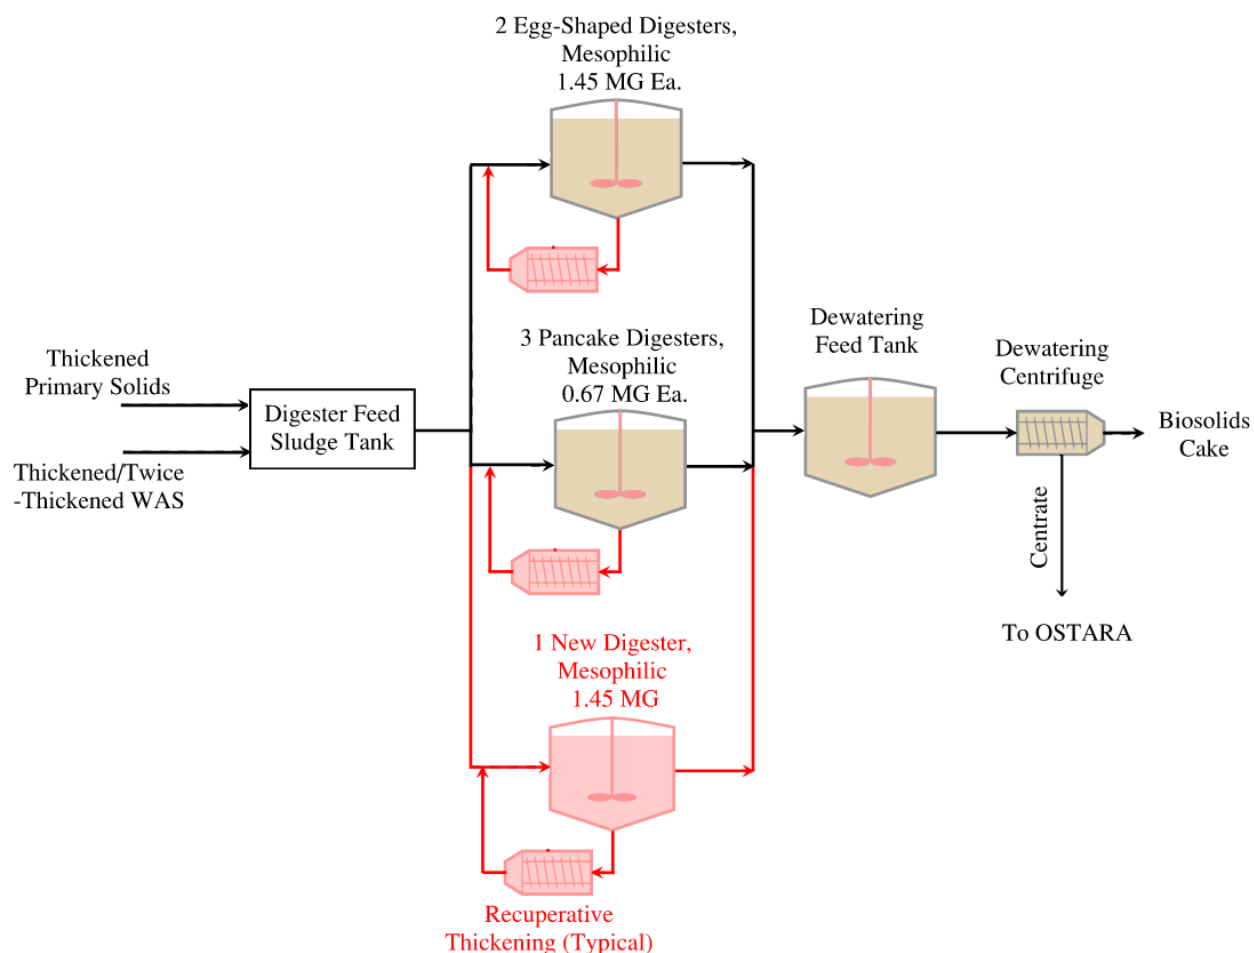 2 Egg-Shaped Digesters,
Mesophilic
1.45 MG Ea.
3 Pancake Digesters,
Mesophilic
0.67 MG Ea.
Thickened
Primary Solids
Digester Feed
Sludge Tank
Thickened/Twice
-Thickened WAS
Dewatering
Feed Tank
Dewatering
Centrifuge
Biosolids
Cake
Centrate
To OSTARA
1 New Digester,
Mesophilic
1.45 MG
Recuperative
Thickening (Typical)